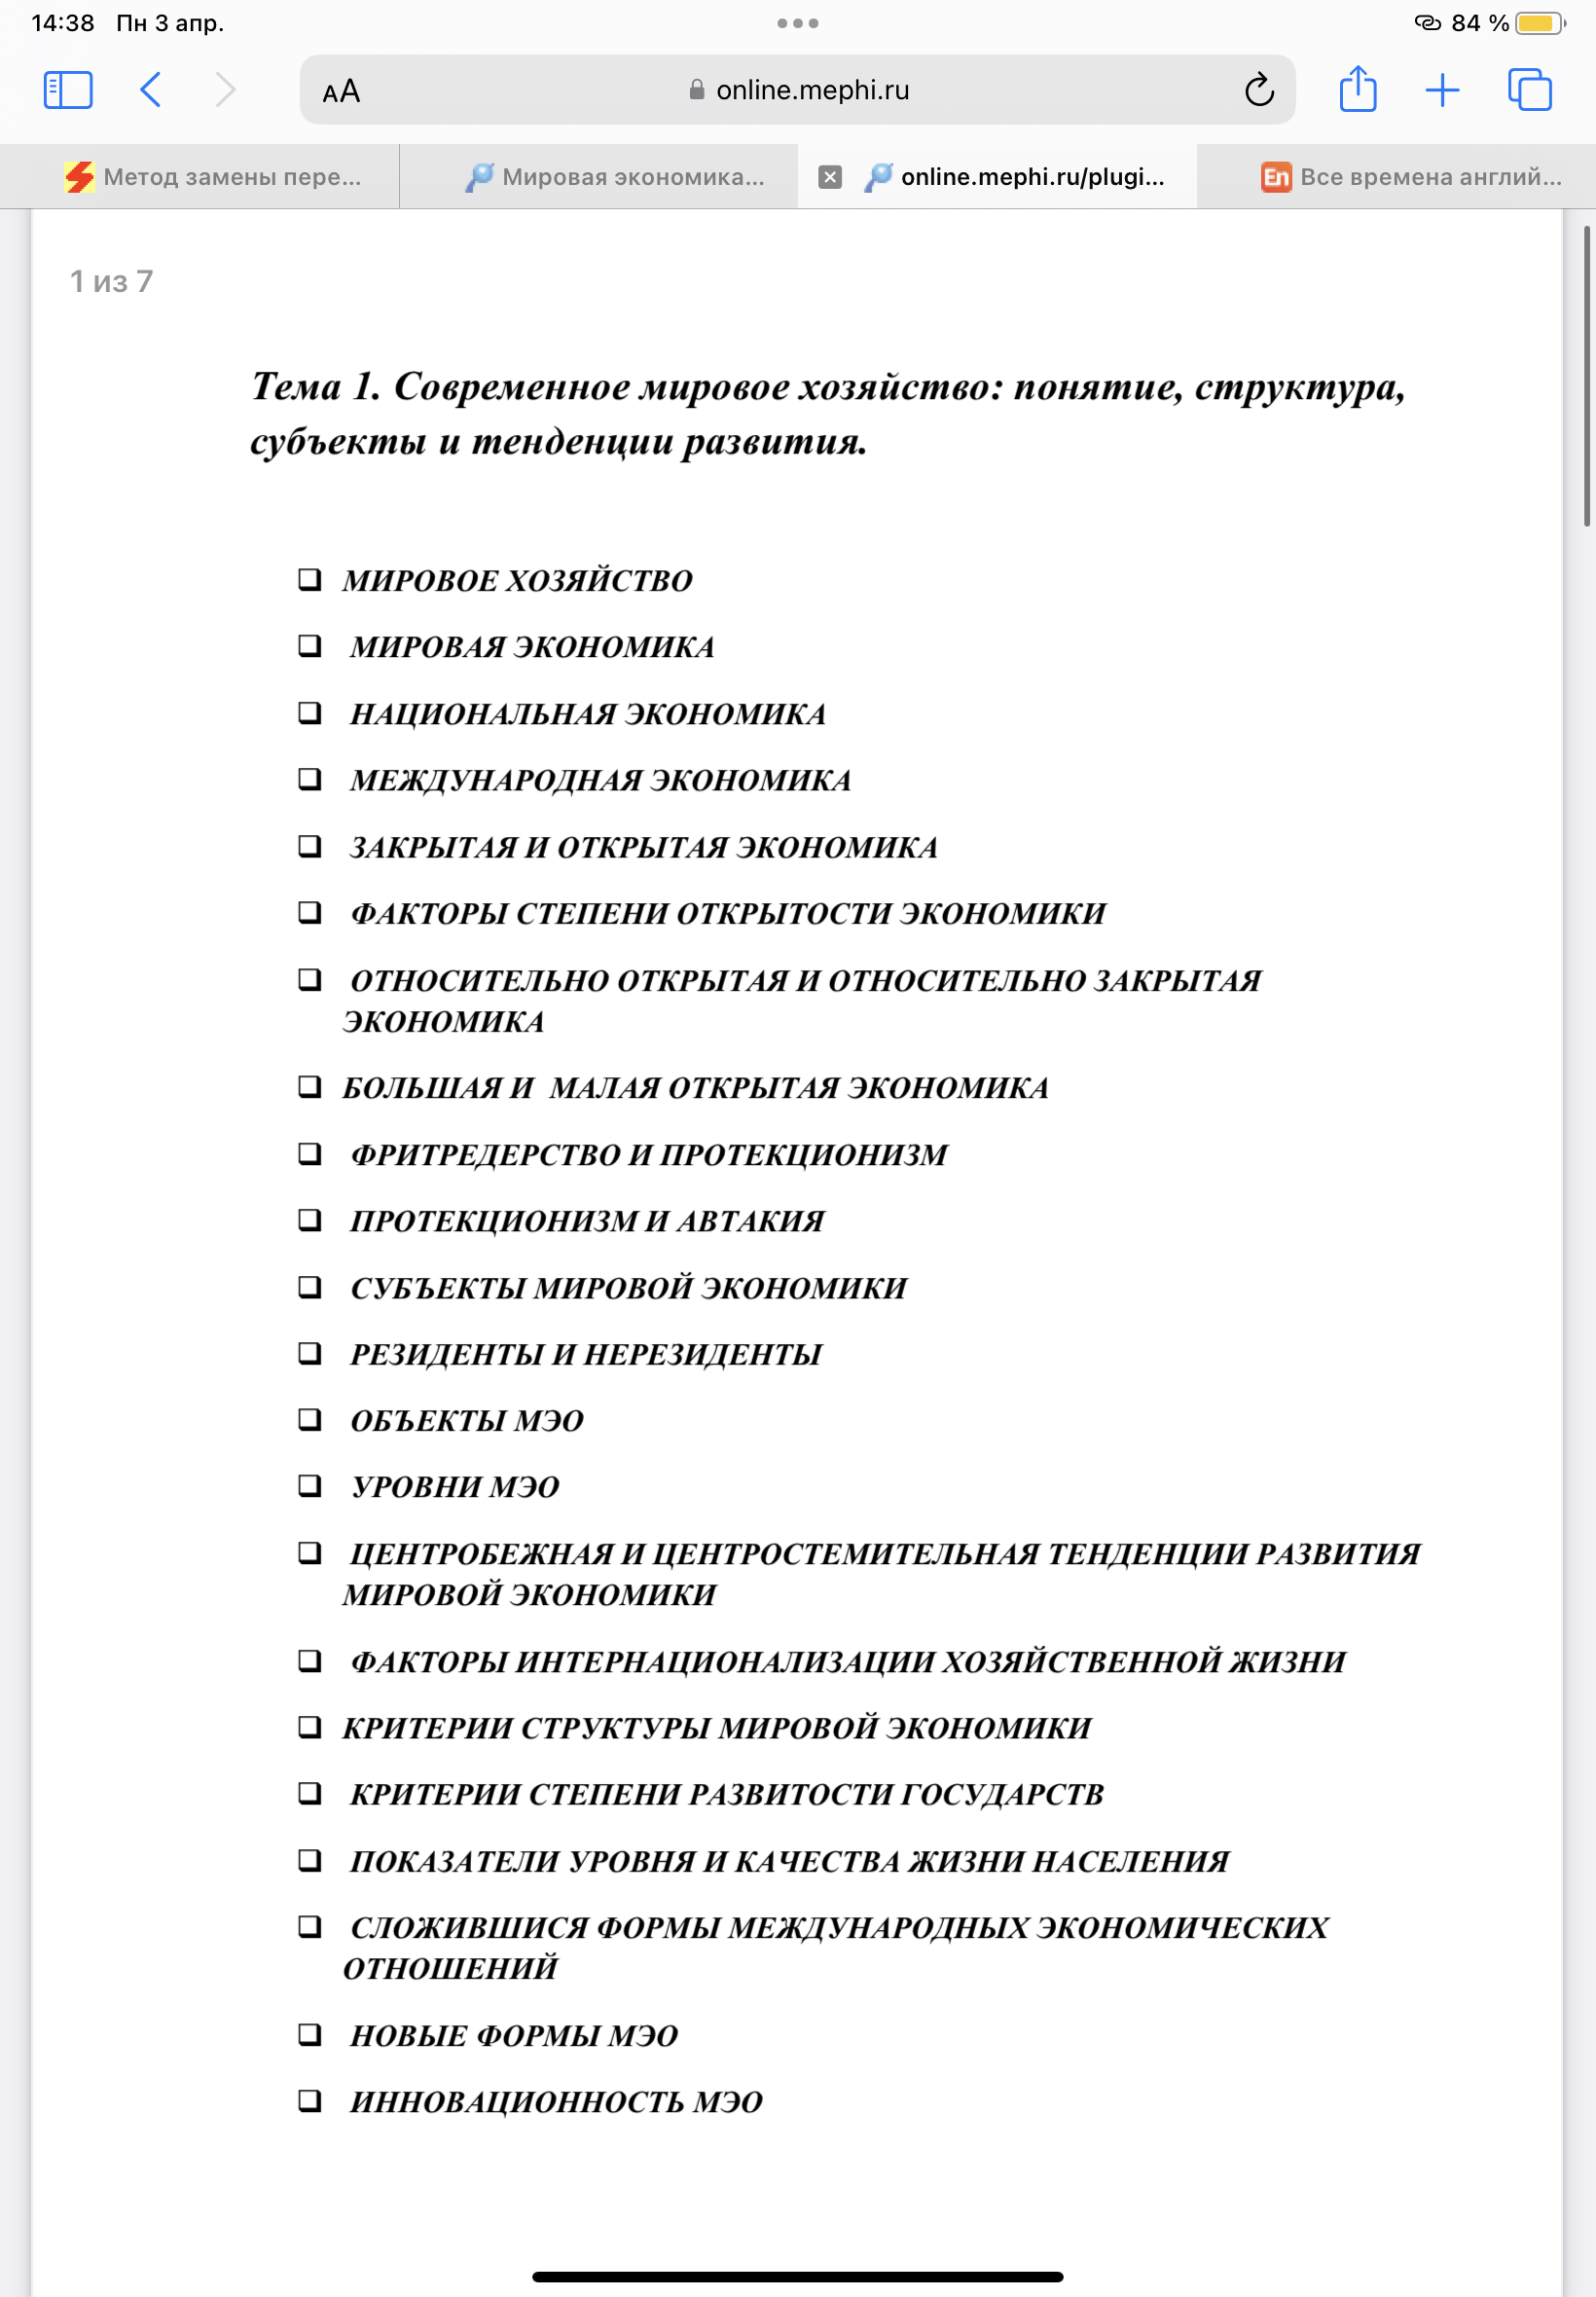 14:38 Пн 3 апр.
84 %
AA
online.mephi.ru
Метод замены пере...
Мировая экономика...
online.mephi.ru/plugi...
En Все времена англий...
1 из 7
Тема 1. Современное мировое хозяйство: понятие, структура,
субъекты и тенденции развития.
МИРОВОЕ ХОЗЯЙСТВО
МИРОВАЯ ЭКОНОМИКА
НАЦИОНАЛЬНАЯ ЭКОНОМИКА
МЕЖДУНАРОДНАЯ ЭКОНОМИКА
ЗАКРЫТАЯ И ОТКРЫТАЯ ЭКОНОМИКА
ФАКТОРЫ СТЕПЕНИ ОТКРЫТОСТИ ЭКОНОМИКИ
ОТНОСИТЕЛЬНО ОТКРЫТАЯ И ОТНОСИТЕЛЬНО ЗАКРЫТАЯ
ЭКОНОМИКА
БОЛЬШАЯ И МАЛАЯ ОТКРЫТАЯ ЭКОНОМИКА
ФРИТРЕДЕРСТВО И ПРОТЕКЦИОНИЗМ
ПРОТЕКЦИОНИЗМ И АВТАКИЯ
СУБЪЕКТЫ МИРОВОЙ ЭКОНОМИКИ
РЕЗИДЕНТЫ И НЕРЕЗИДЕНТЫ
ОБЪЕКТЫ МЭО
УРОВНИ МЭО
ЦЕНТРОБЕЖНАЯ И ЦЕНТРОСТЕМИТЕЛЬНАЯ ТЕНДЕНЦИИ РАЗВИТИЯ
МИРОВОЙ ЭКОНОМИКИ
ФАКТОРЫ ИНТЕРНАЦИОНАЛИЗАЦИИ ХОЗЯЙСТВЕННОЙ ЖИЗНИ
КРИТЕРИИ СТРУКТУРЫ МИРОВОЙ ЭКОНОМИКИ
КРИТЕРИИ СТЕПЕНИ РАЗВИТОСТИ ГОСУДАРСТВ
ПОКАЗАТЕЛИ УРОВНЯ И КАЧЕСТВА ЖИЗНИ НАСЕЛЕНИЯ
СЛОЖИВШИСЯ ФОРМЫ МЕЖДУНАРОДНЫХ ЭКОНОМИЧЕСКИХ
ОТНОШЕНИЙ
НОВЫЕ ФОРМЫ МЭО
ИННОВАЦИОННОСТЬ МЭО